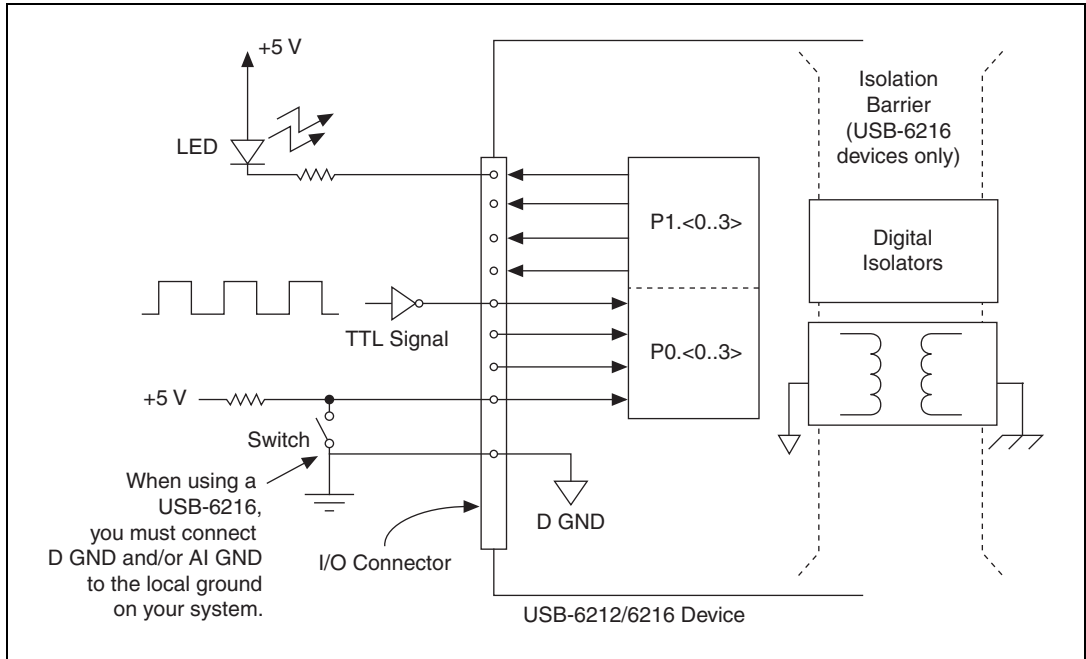 +5 V
LED
Isolation
Barrier
(USB-6216
devices only)
P1.<0..3>
Digital
Isolators
TTL Signal
P0.<0..3>
+5 V
Switch
When using a
USB-6216,
you must connect
D GND and/or AI GND
to the local ground
on your system.
D GND
I/O Connector
USB-6212/6216 Device